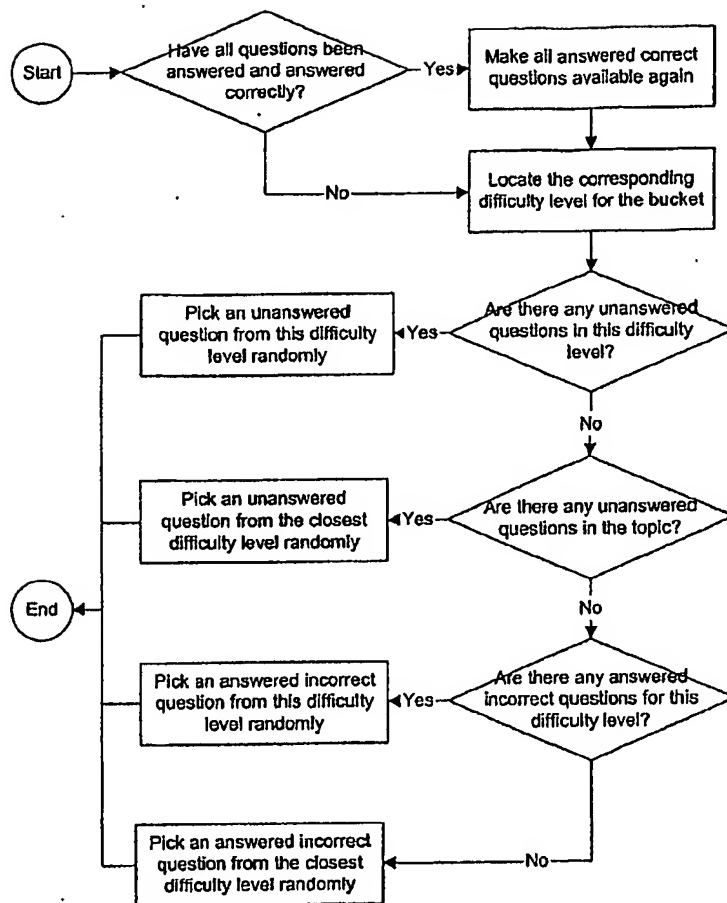 Start
Have all questions been
answered and answered
correctly?
Yes
Make all answered correct
questions available again
No
Locate the corresponding
difficulty level for the bucket
Are there any unanswered
questions in this difficulty
level?
Yes
Pick an unanswered
question from this difficulty
level randomly
No
Are there any unanswered
questions in the topic?
Yes
Pick an unanswered
question from the closest
difficulty level randomly
End
No
Are there any answered
incorrect questions for this
difficulty level?
Yes
Pick an answered incorrect
question from this difficulty
level randomly
No
Pick an answered incorrect
question from the closest
difficulty level randomly